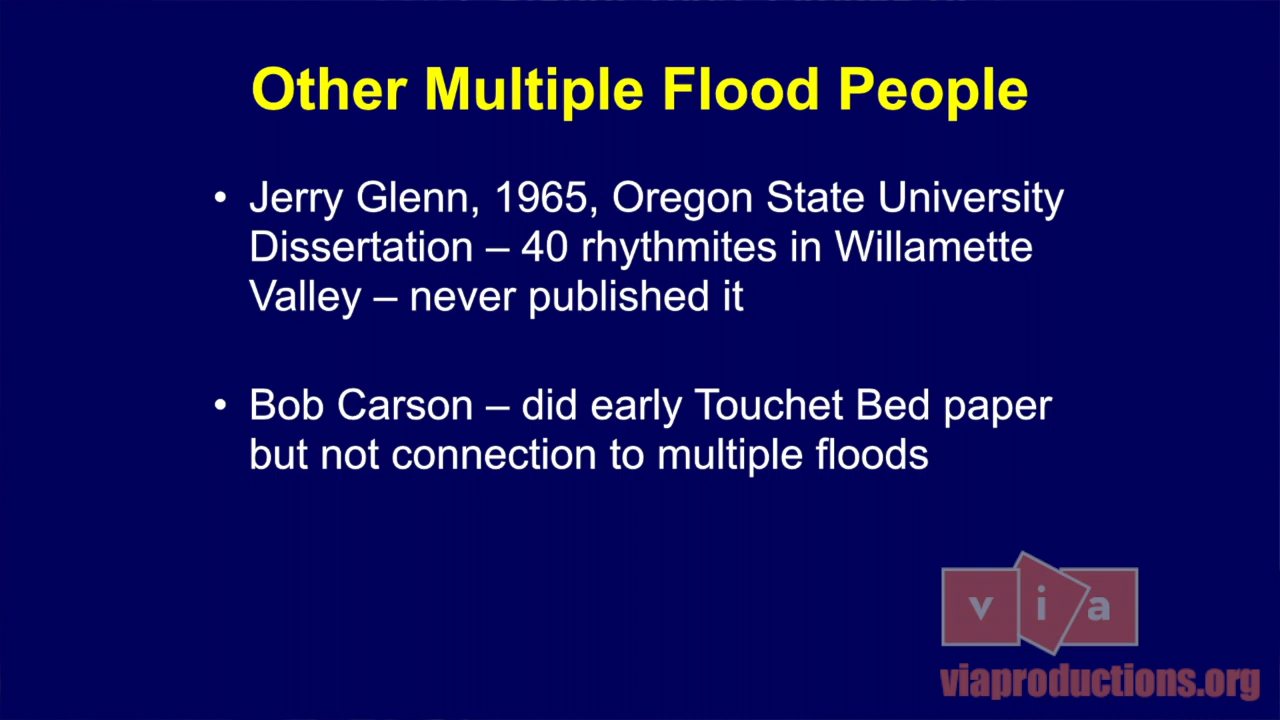 Other Multiple Flood People
• Jerry Glenn, 1965, Oregon State University
Dissertation – 40 rhythmites in Willamette
Valley – never published it
• Bob Carson – did early Touchet Bed paper
but not connection to multiple floods
via
viaproductions.org